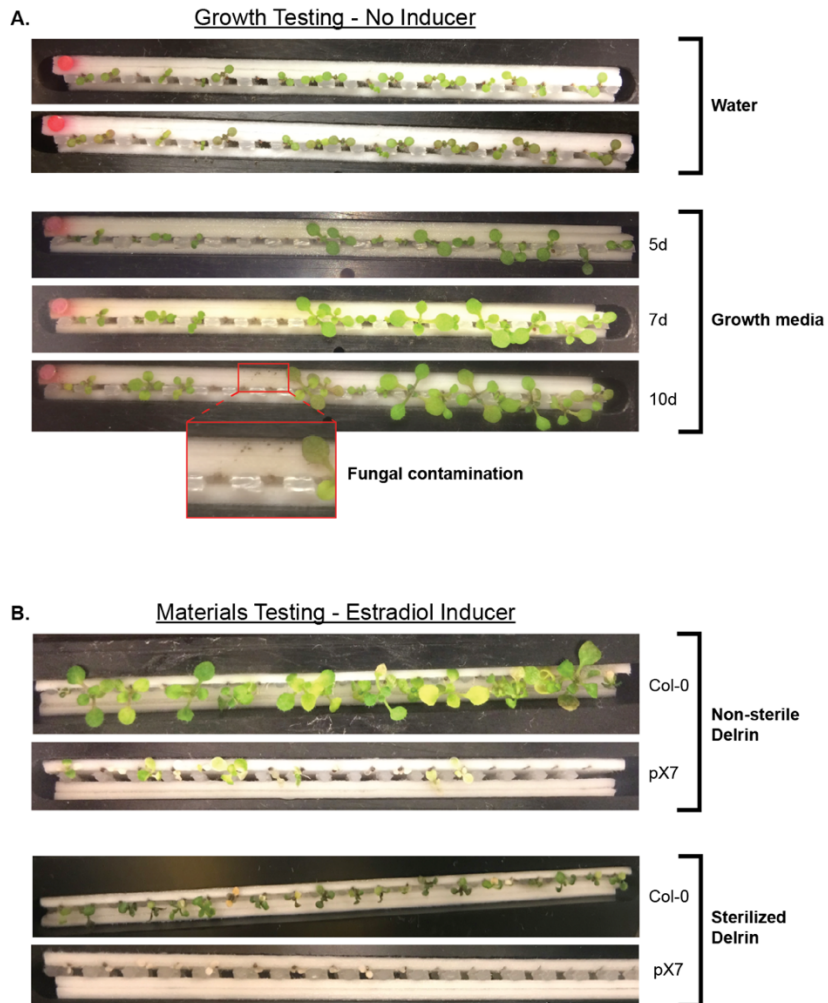 A.
Growth Testing - No Inducer
Water
5d
7d
Growth media
10d
Fungal contamination
B.
Materials Testing - Estradiol Inducer
Col-0
Non-sterile
Delrin
pX7
Col-0
Sterilized
Delrin
pX7